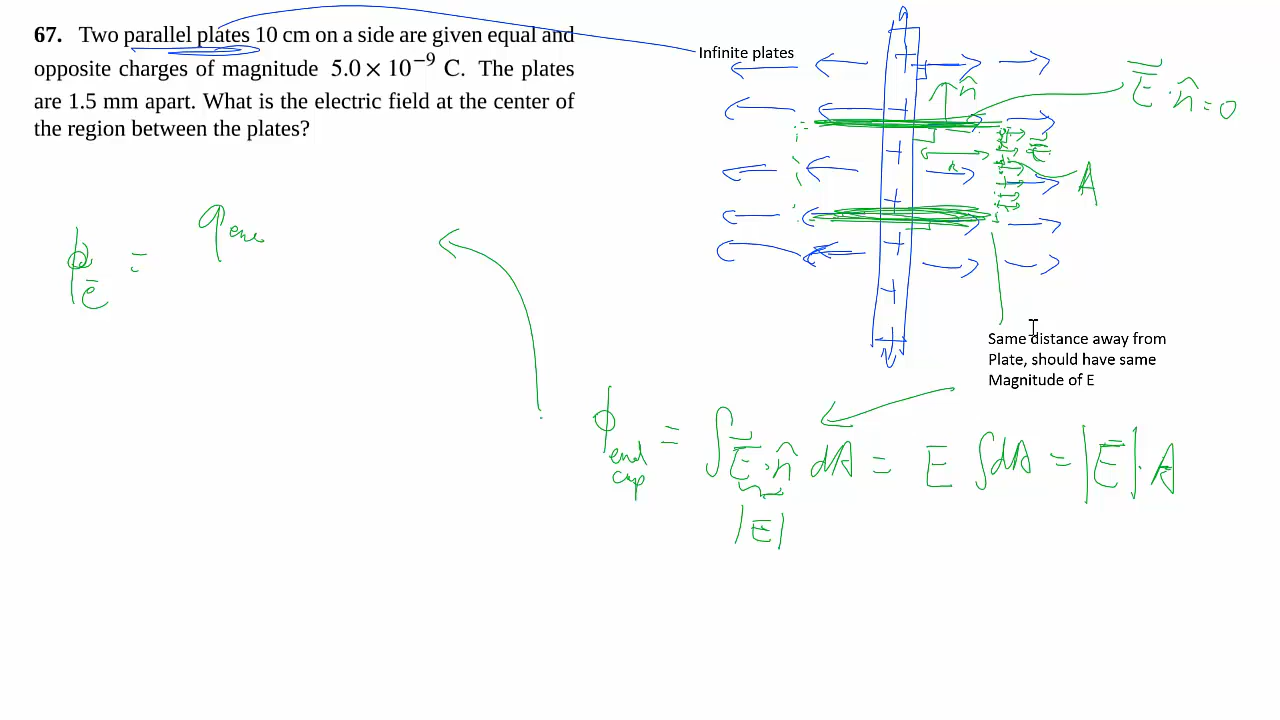 67. Two parallel plates 10 cm on a side are given equal and
opposite charges of magnitude 5.0 × 10⁻⁹ C. The plates
are 1.5 mm apart. What is the electric field at the center of
the region between the plates?
Infinite plates
n̂
E⃗ · n̂ = 0
E⃗
A
ϕ_E⃗ = q_enc
Same distance away from
Plate, should have same
Magnitude of E
ϕ_end cap = ∫ E⃗ · n̂ dA = E ∫ dA = |E⃗| · A
|E|